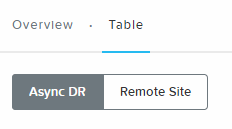 Overview · Table
Async DR Remote Site